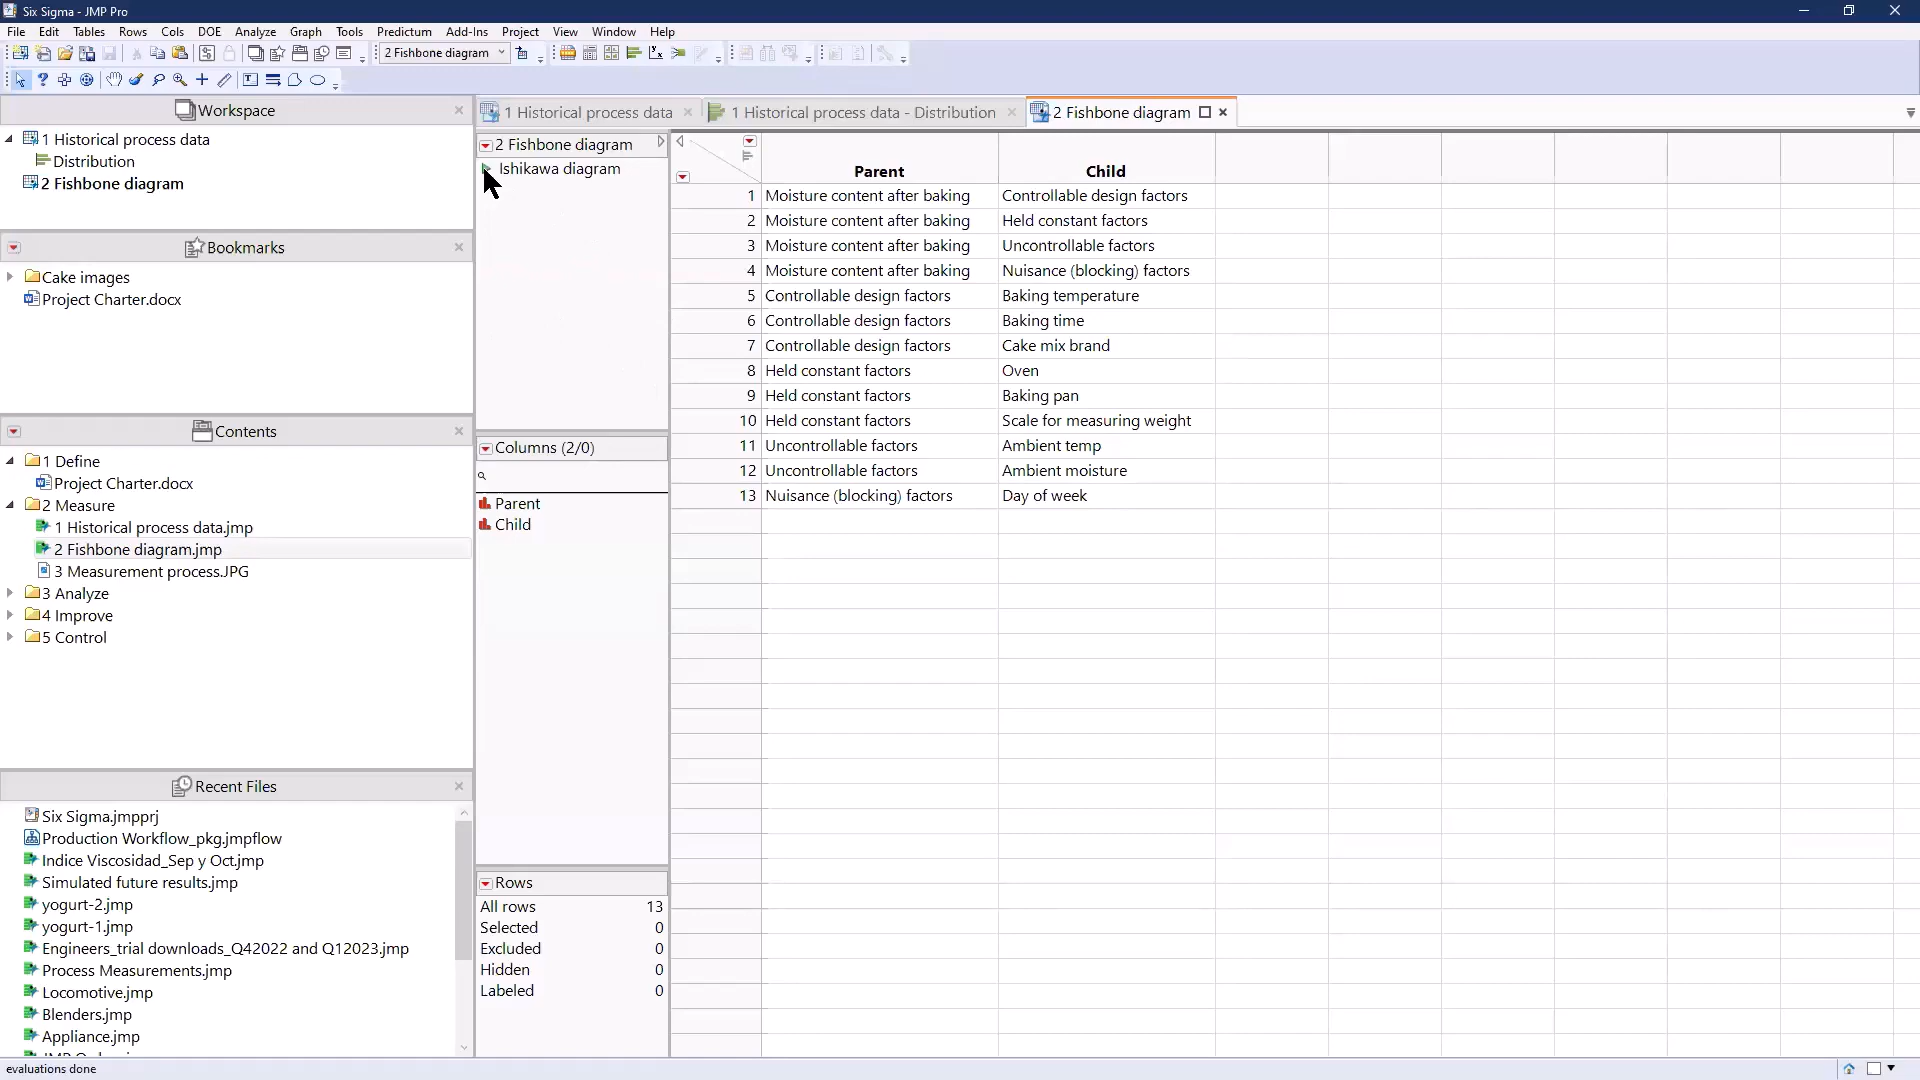 Six Sigma - JMP Pro
File Edit Tables Rows Cols DOE Analyze Graph Tools Predictum Add-Ins Project View Window Help
2 Fishbone diagram
Workspace
1 Historical process data
Distribution
2 Fishbone diagram
Bookmarks
Cake images
Project Charter.docx
Contents
1 Define
Project Charter.docx
2 Measure
1 Historical process data.jmp
2 Fishbone diagram.jmp
3 Measurement process.JPG
3 Analyze
4 Improve
5 Control
Recent Files
Six Sigma.jmpprj
Production Workflow_pkg.jmpflow
Indice Viscosidad_Sep y Oct.jmp
Simulated future results.jmp
yogurt-2.jmp
yogurt-1.jmp
Engineers_trial downloads_Q42022 and Q12023.jmp
Process Measurements.jmp
Locomotive.jmp
Blenders.jmp
Appliance.jmp
1 Historical process data
1 Historical process data - Distribution
2 Fishbone diagram
2 Fishbone diagram
Ishikawa diagram
Columns (2/0)
Parent
Child
Rows
All rows 13
Selected 0
Excluded 0
Hidden 0
Labeled 0
Parent Child
1 Moisture content after baking Controllable design factors
2 Moisture content after baking Held constant factors
3 Moisture content after baking Uncontrollable factors
4 Moisture content after baking Nuisance (blocking) factors
5 Controllable design factors Baking temperature
6 Controllable design factors Baking time
7 Controllable design factors Cake mix brand
8 Held constant factors Oven
9 Held constant factors Baking pan
10 Held constant factors Scale for measuring weight
11 Uncontrollable factors Ambient temp
12 Uncontrollable factors Ambient moisture
13 Nuisance (blocking) factors Day of week
evaluations done